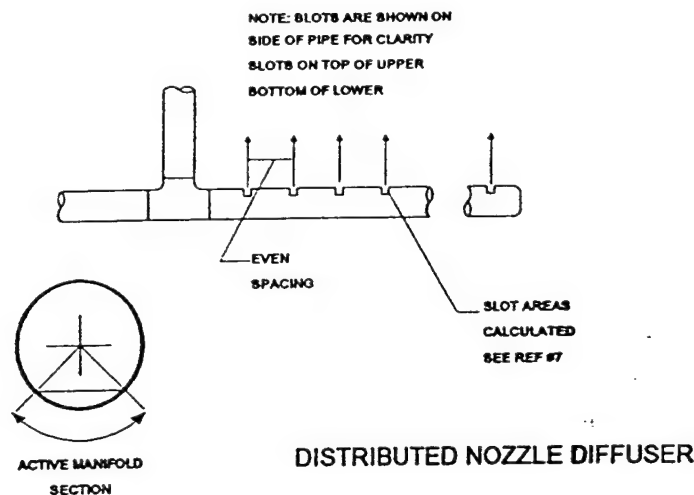 NOTE: SLOTS ARE SHOWN ON
SIDE OF PIPE FOR CLARITY
SLOTS ON TOP OF UPPER
BOTTOM OF LOWER
EVEN
SPACING
SLOT AREAS
CALCULATED
SEE REF #7
ACTIVE MANIFOLD
SECTION
DISTRIBUTED NOZZLE DIFFUSER